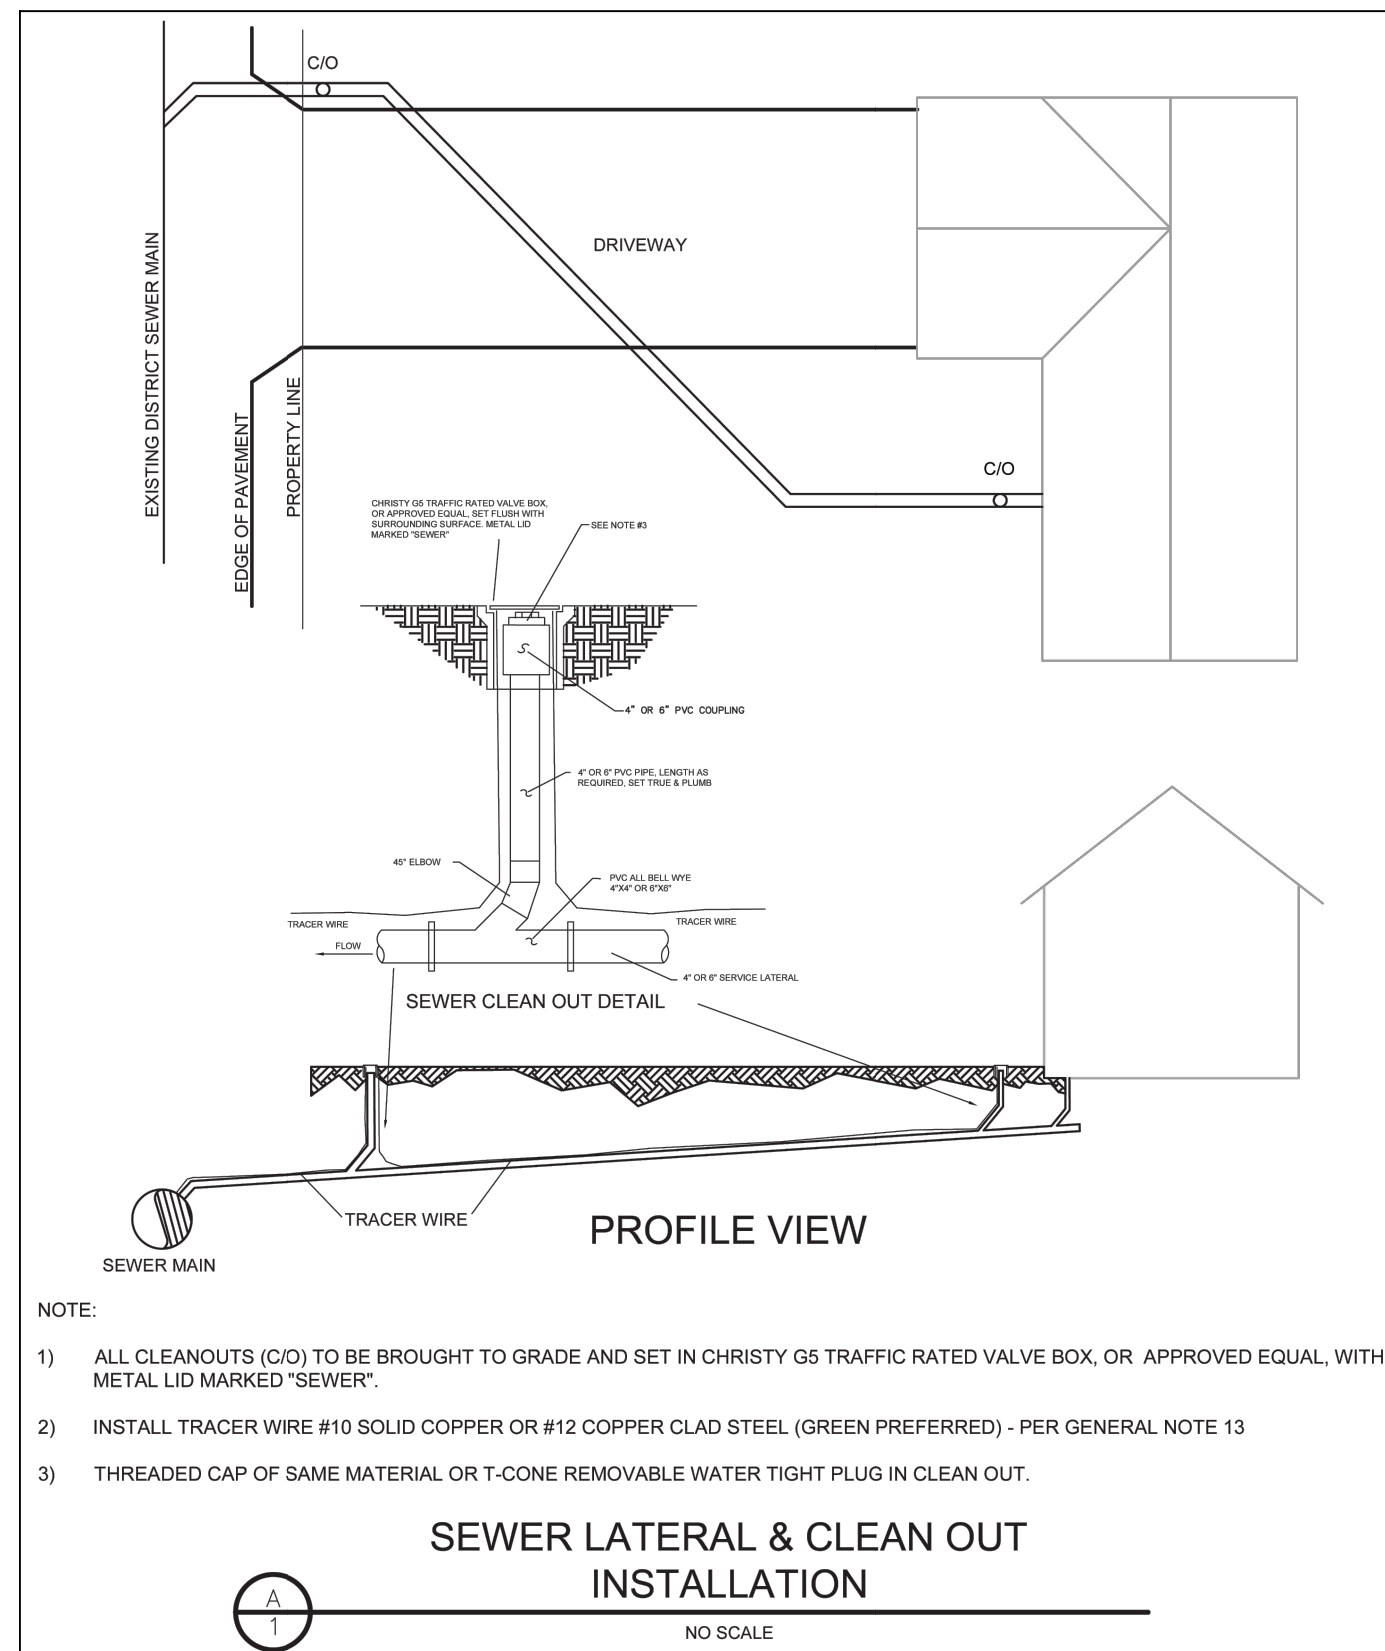 C/O
DRIVEWAY
EXISTING DISTRICT SEWER MAIN
EDGE OF PAVEMENT
PROPERTY LINE
C/O
CHRISTY G5 TRAFFIC RATED VALVE BOX,
OR APPROVED EQUAL, SET FLUSH WITH
SURROUNDING SURFACE. METAL LID
MARKED "SEWER"
SEE NOTE #3
4" OR 6" PVC COUPLING
4" OR 6" PVC PIPE, LENGTH AS
REQUIRED, SET TRUE & PLUMB
45° ELBOW
PVC ALL BELL WYE
4"X4" OR 6"X6"
TRACER WIRE
TRACER WIRE
FLOW
4" OR 6" SERVICE LATERAL
SEWER CLEAN OUT DETAIL
TRACER WIRE
PROFILE VIEW
SEWER MAIN
NOTE:
1) ALL CLEANOUTS (C/O) TO BE BROUGHT TO GRADE AND SET IN CHRISTY G5 TRAFFIC RATED VALVE BOX, OR APPROVED EQUAL, WITH
METAL LID MARKED "SEWER".
2) INSTALL TRACER WIRE #10 SOLID COPPER OR #12 COPPER CLAD STEEL (GREEN PREFERRED) - PER GENERAL NOTE 13
3) THREADED CAP OF SAME MATERIAL OR T-CONE REMOVABLE WATER TIGHT PLUG IN CLEAN OUT.
SEWER LATERAL & CLEAN OUT
INSTALLATION
A
1
NO SCALE